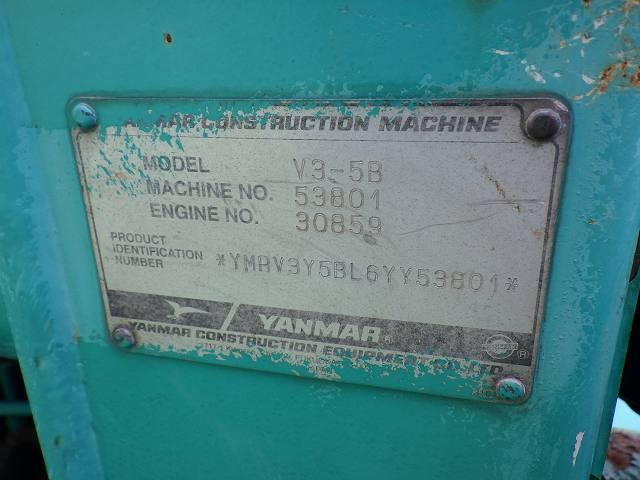 CONSTRUCTION MACHINE
MODEL V3-5B
MACHINE NO. 53801
ENGINE NO. 30859
PRODUCT
IDENTIFICATION
NUMBER *YMRV3Y5BL6YY53801*
YANMAR®
YANMAR CONSTRUCTION EQUIPMENT LTD